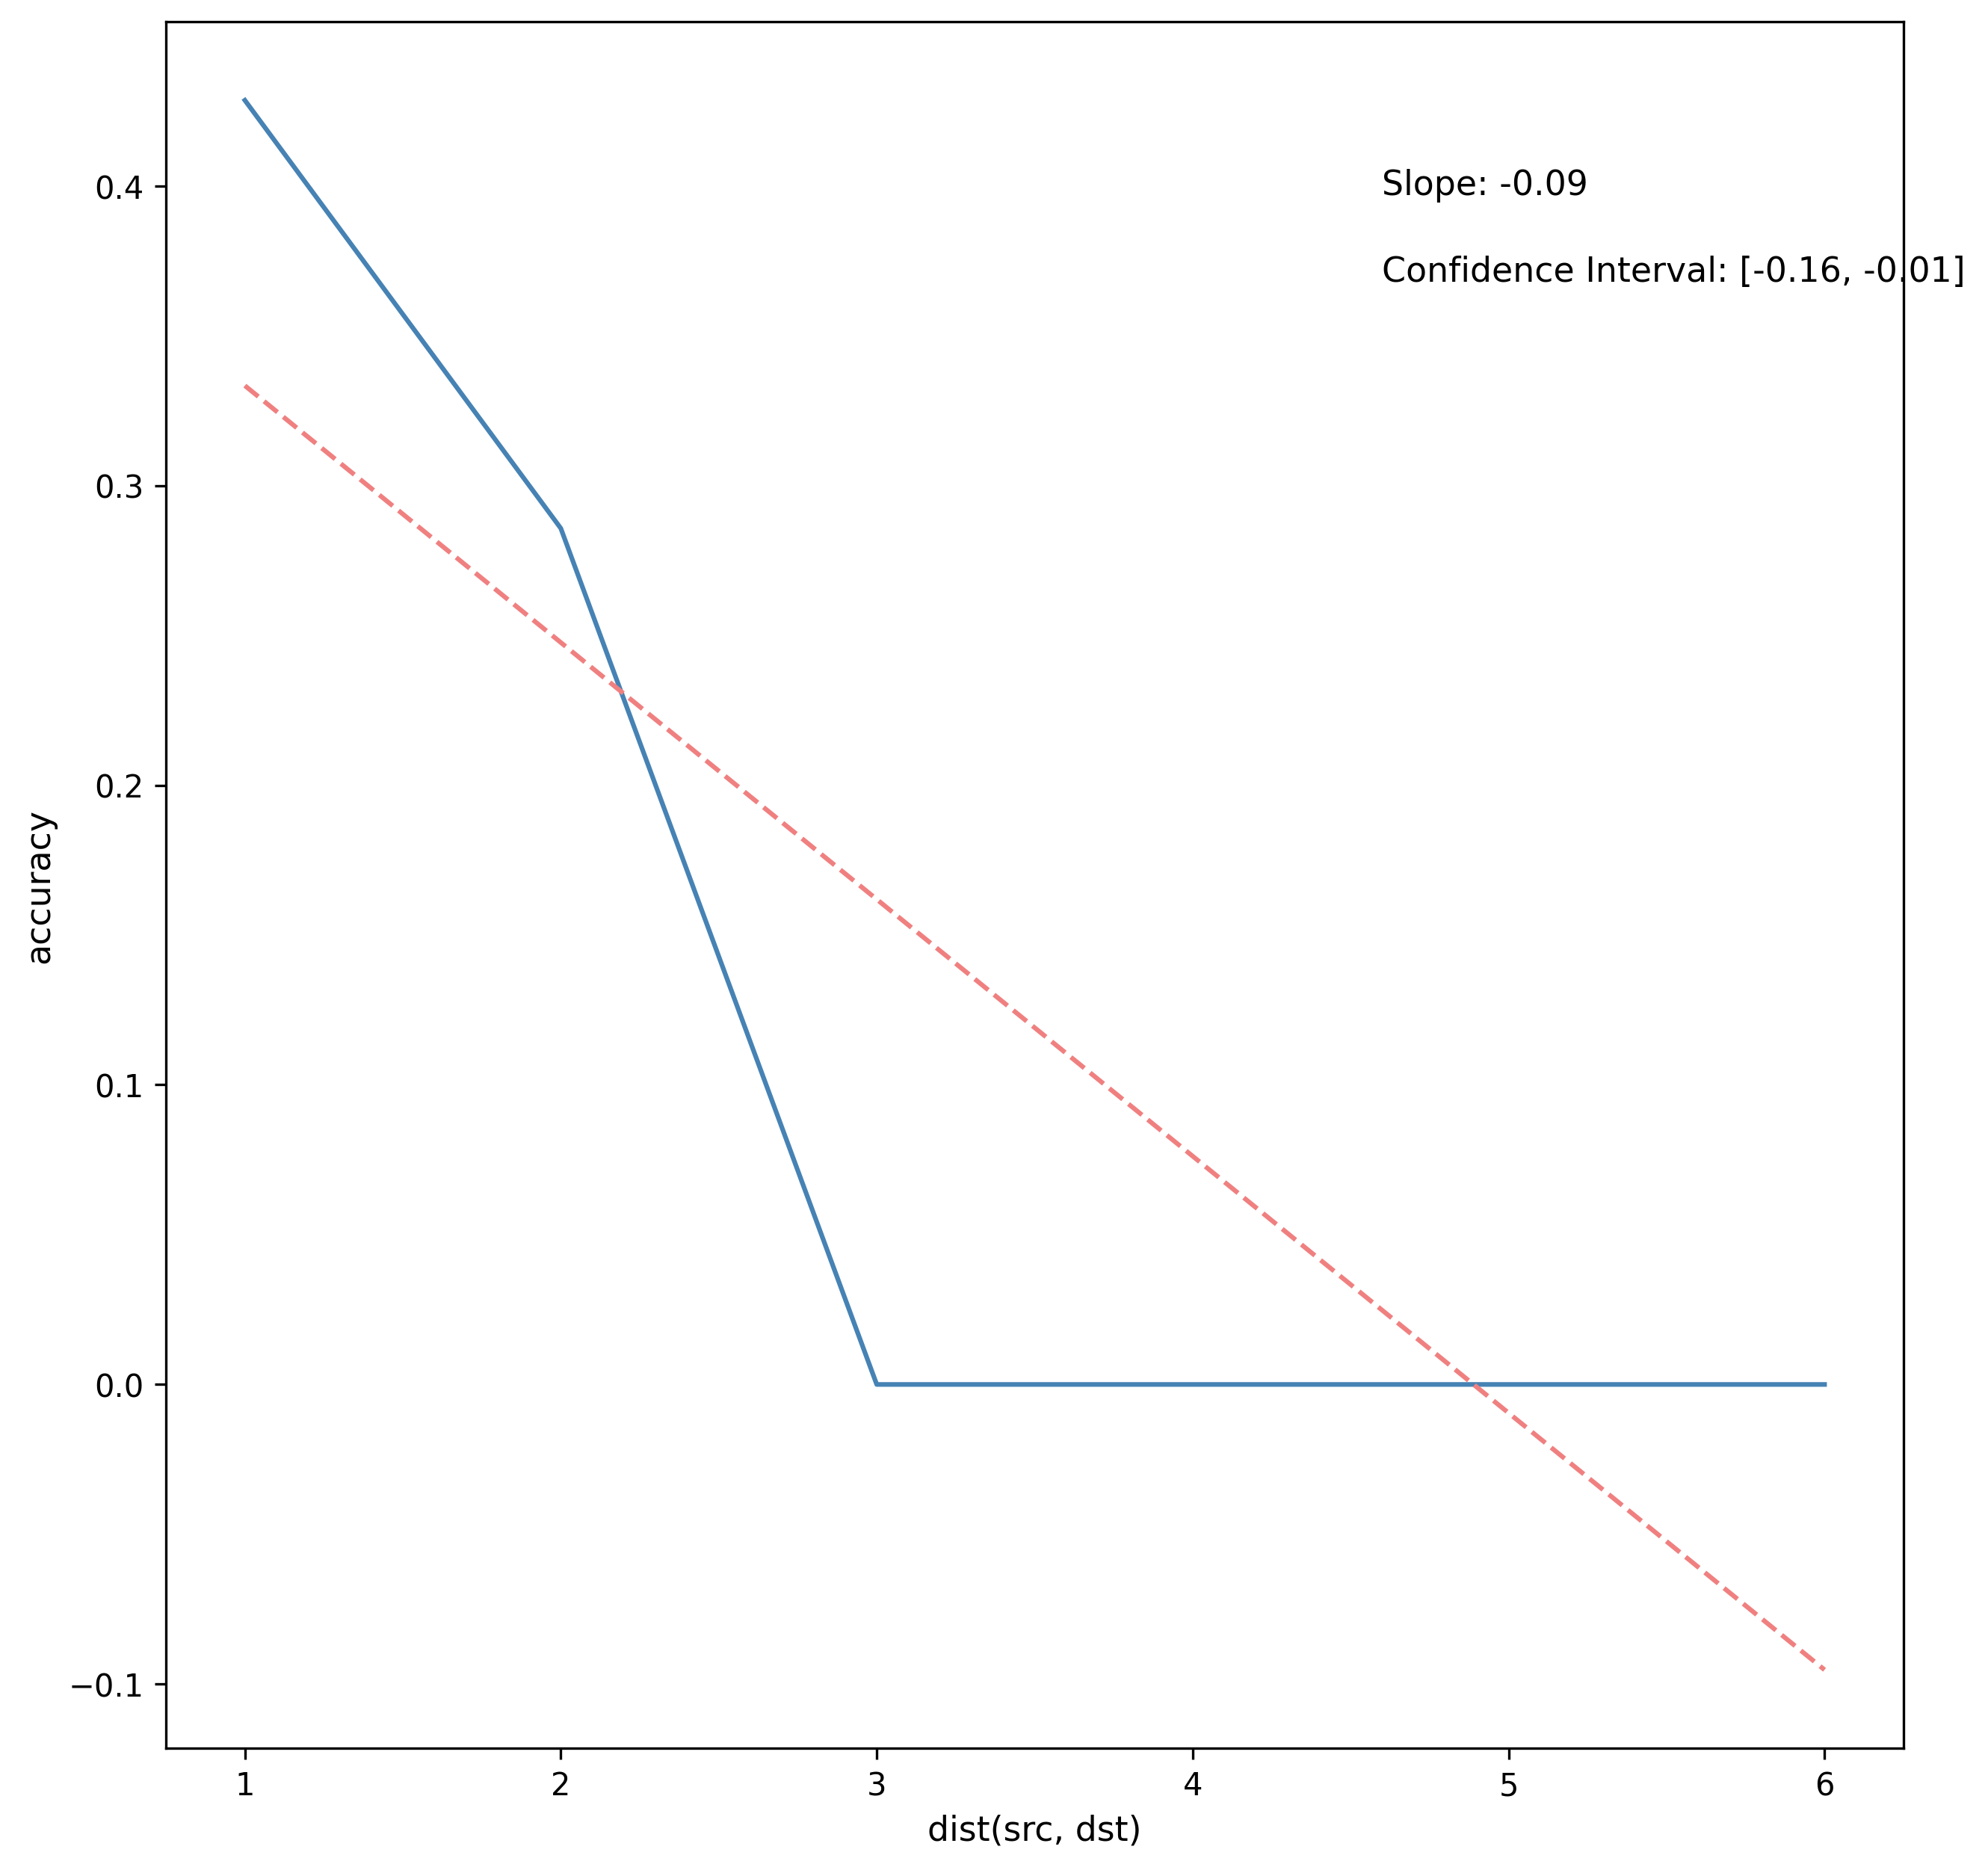 Slope: -0.09
Confidence Interval: [-0.16, -0.01]
0.4
0.3
0.2
0.1
0.0
−0.1
accuracy
1 2 3 4 5 6
dist(src, dst)